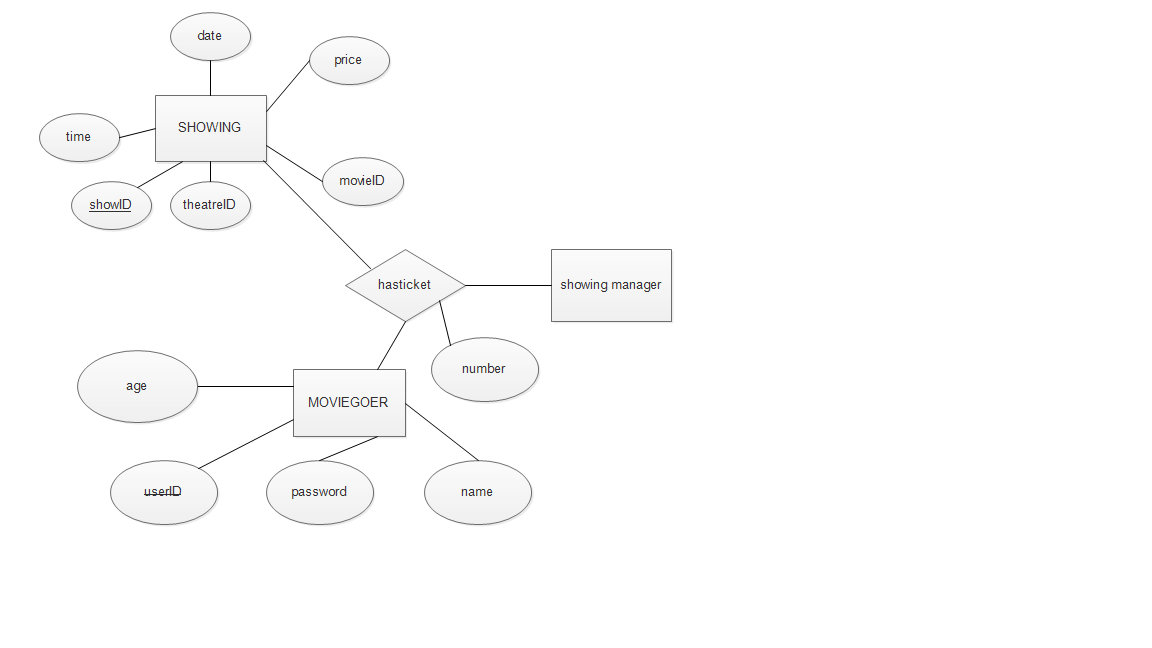 date
price
SHOWING
time
movieID
showID
theatreID
hasticket
showing manager
number
age
MOVIEGOER
userID
password
name